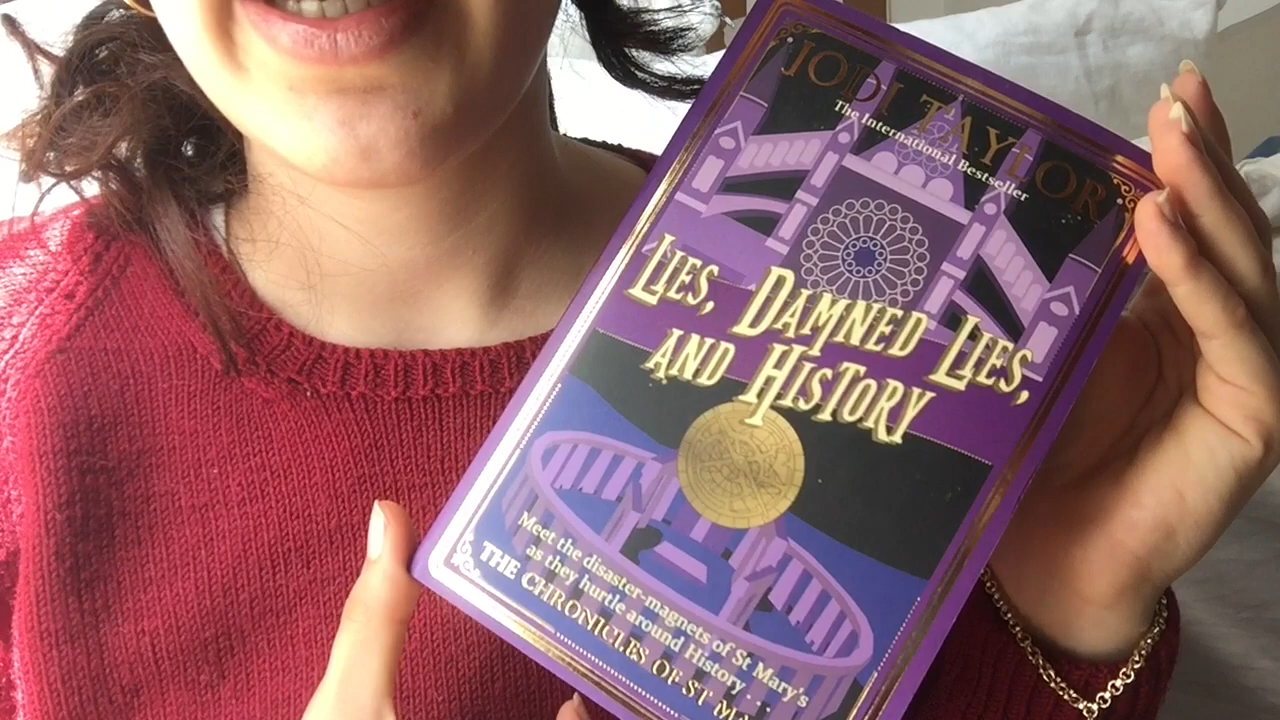 JODI TAYLOR
The International Bestseller
LIES, DAMNED LIES,
AND HISTORY
Meet the disaster-magnets of St Mary's
as they hurtle around History . . .
THE CHRONICLES OF ST MA